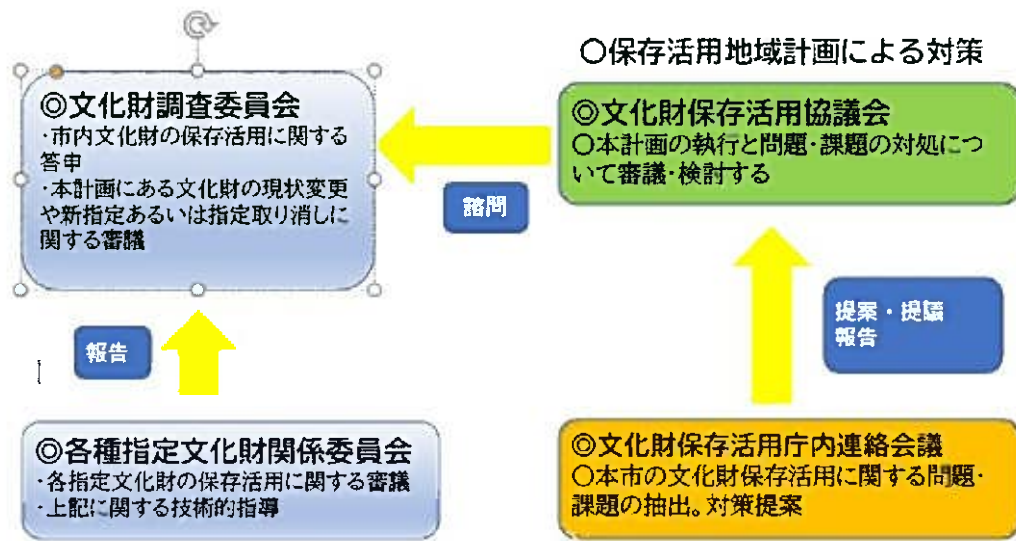 ○保存活用地域計画による対策
◎文化財調査委員会
・市内文化財の保存活用に関する
答申
・本計画にある文化財の現状変更
や新指定あるいは指定取り消しに
関する審議
◎文化財保存活用協議会
○本計画の執行と問題・課題の対処につ
いて審議・検討する
諮問
報告
提案・提議
報告
◎各種指定文化財関係委員会
・各指定文化財の保存活用に関する審議
・上記に関する技術的指導
◎文化財保存活用庁内連絡会議
○本市の文化財保存活用に関する問題・
課題の抽出。対策提案